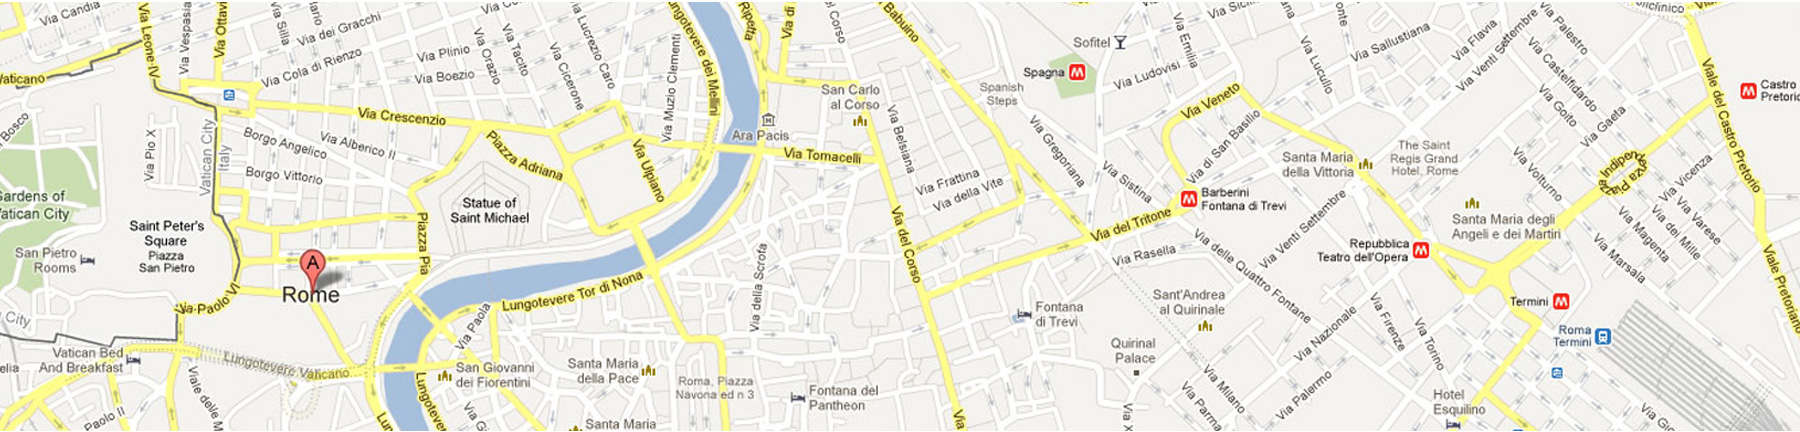 Via Candia
Via Vespasia
Via Ottavi
Via Silla
Via dei Gracchi
Via Leone IV
Vaticano
Via Cola di Rienzo
Via Plinio
Via Boezio
Via Orazio
Via Tacito
Via Cicerona
Via Lucrezio Caro
Lungotevere dei Mellini
Via Muzio Clementi
Ripetta
Via di
Corso
Babuino
Via Crescenzio
Bosco
Via Pio X
Vatican City
Italy
Borgo Angelico
Via Alberico II
Borgo Vittorio
Piazza Adriana
Via Ulpiano
Gardens of
Vatican City
Saint Peter's
Square
Piazza
San Pietro
San Pietro
Rooms
Statue of
Saint Michael
Piazza Pia
A
Rome
Via Paolo VI
City
Vatican Bed
And Breakfast
Lungotevere Vaticano
Paolo II
Viale delle M
Lungotever
Lungotevere Tor di Nona
Via Paola
San Giovanni
dei Fiorentini
Santa Maria
della Pace
Santa Maria
Roma, Piazza
Navona ed n 3
Fontana del
Pantheon
Via della Scrofa
Ara Pacis
San Carlo
al Corso
Via Tomacelli
Via Belsiana
Via Frattina
Via della Vite
Via del Corso
Via
Spanish
Steps
Spagna
Sofitel
Via Gregoriana
Via Sistina
Via Ludovisi
Via Emilia
Via Sici
Via Veneto
Via di San Basilio
Via Lucullo
Via Sallustiana
Via Flavia
Via Venti Settembre
Via Palestro
Via Castelfidardo
Via Goito
Via Gaeta
Policlinico
Viale del Castro Pretorio
Castro
Pretorio
Santa Maria
della Vittoria
The Saint
Regis Grand
Hotel, Rome
Barberini
Fontana di Trevi
Via del Tritone
Via Rasella
Via delle Quattro Fontane
Via Venti Settembre
Repubblica
Teatro dell'Opera
Santa Maria degli
Angeli e dei Martiri
Via Volturno
Via Vicenza
Via Varese
Via dei Mille
Via Magenta
Via Marsala
Viale Pretoriano
Termini
Roma
Termini
Fontana
di Trevi
Sant'Andrea
al Quirinale
Quirinal
Palace
Via Nazionale
Via Firenze
Via Torino
Via Milano
Via Parma
Via Palermo
Via X
Hotel
Esquilino
Via Gio